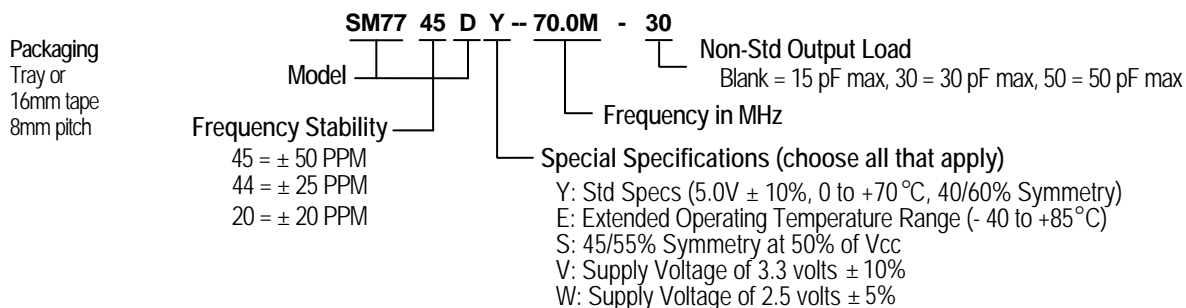 SM77 45 D Y -- 70.0M - 30
Packaging
Tray or
16mm tape
8mm pitch
Model
Non-Std Output Load
Blank = 15 pF max, 30 = 30 pF max, 50 = 50 pF max
Frequency in MHz
Frequency Stability
45 = ± 50 PPM
44 = ± 25 PPM
20 = ± 20 PPM
Special Specifications (choose all that apply)
Y: Std Specs (5.0V ± 10%, 0 to +70°C, 40/60% Symmetry)
E: Extended Operating Temperature Range (- 40 to +85°C)
S: 45/55% Symmetry at 50% of Vcc
V: Supply Voltage of 3.3 volts ± 10%
W: Supply Voltage of 2.5 volts ± 5%